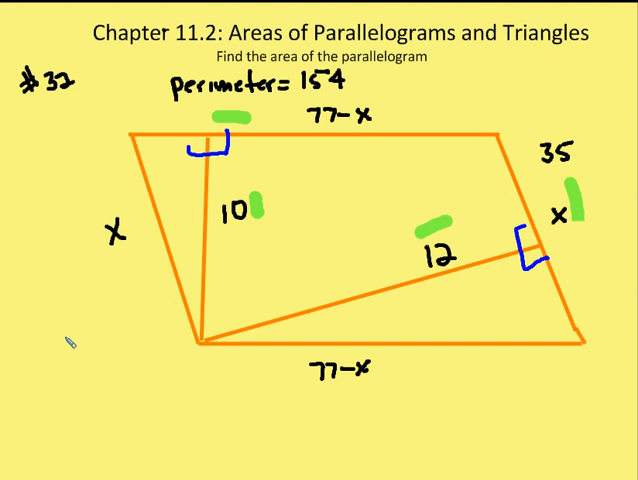 Chapter 11.2: Areas of Parallelograms and Triangles
Find the area of the parallelogram
#32
perimeter = 154
77-x
35
x
10
x
12
77-x